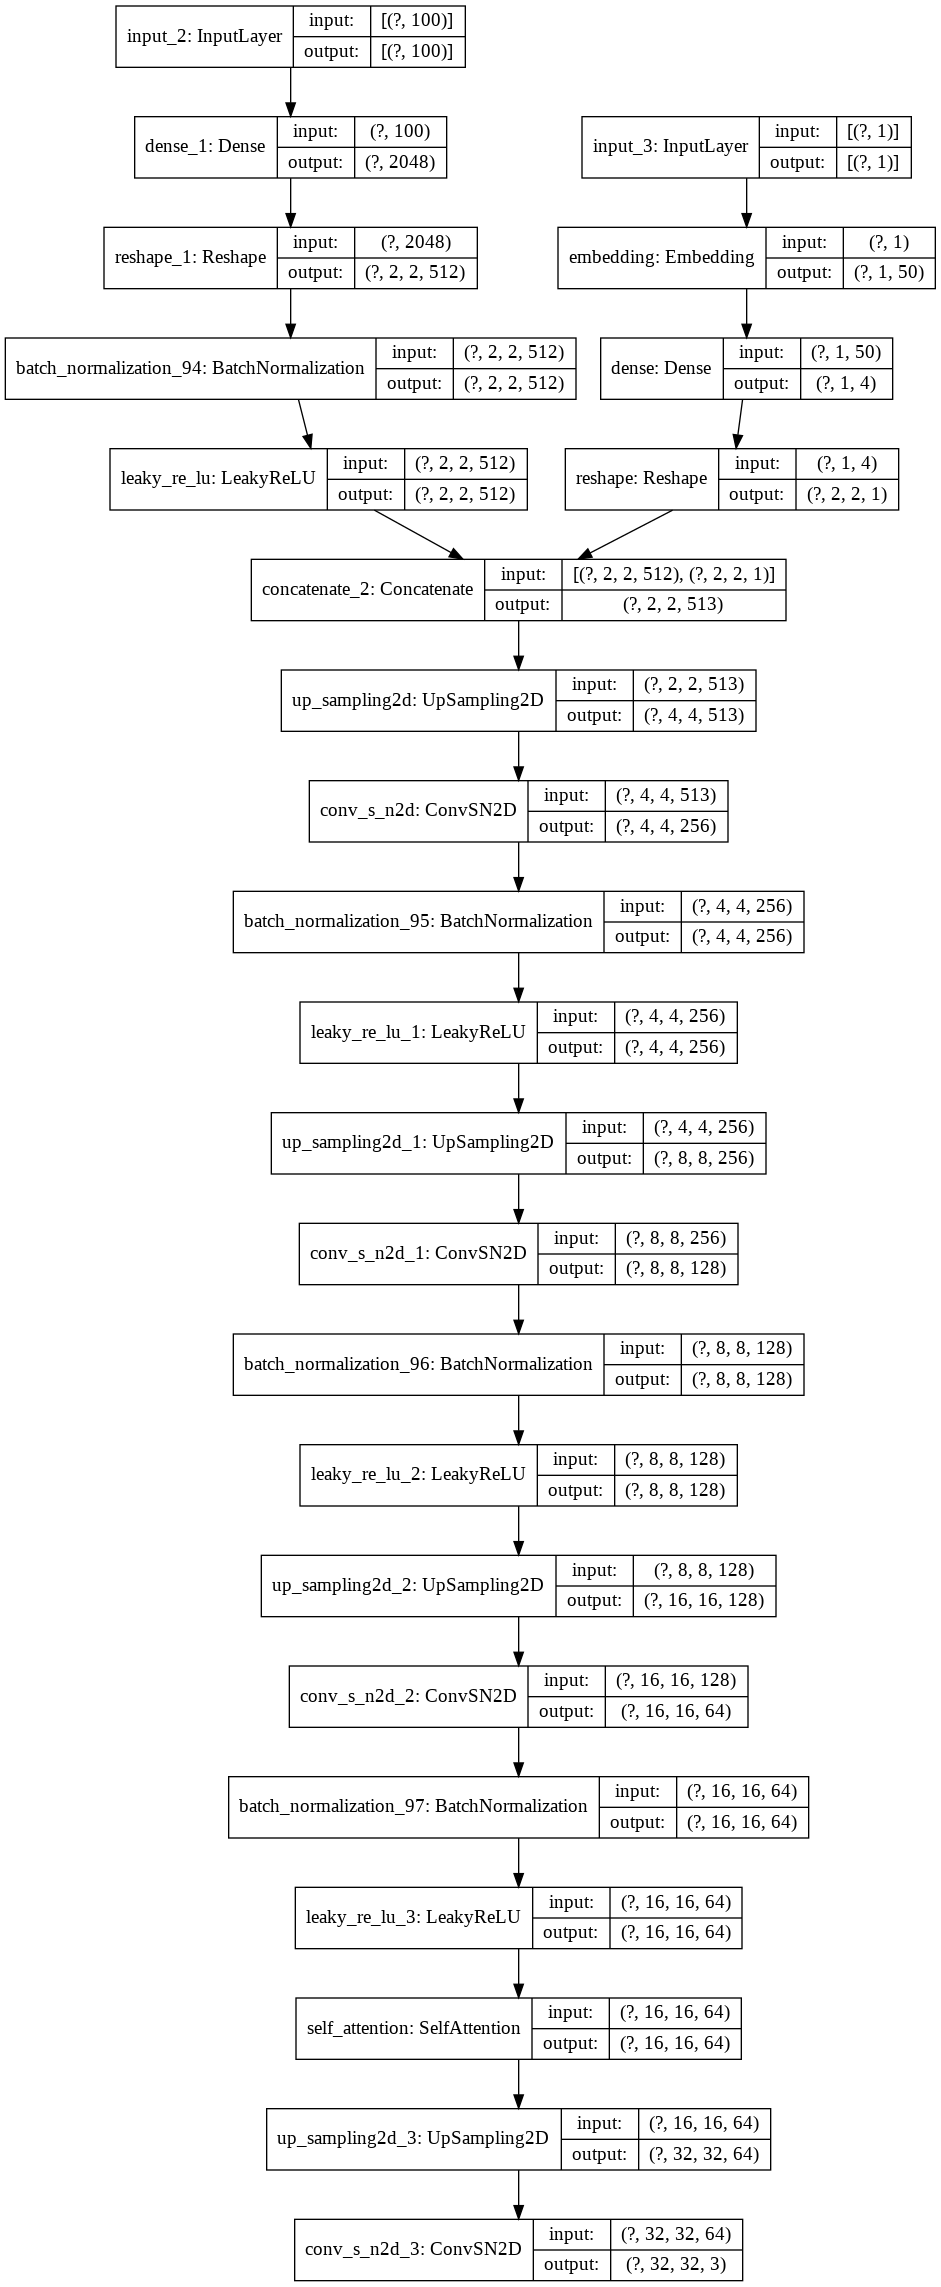 input_2: InputLayer
input: [(?, 100)]
output: [(?, 100)]
dense_1: Dense
input: (?, 100)
output: (?, 2048)
input_3: InputLayer
input: [(?, 1)]
output: [(?, 1)]
reshape_1: Reshape
input: (?, 2048)
output: (?, 2, 2, 512)
embedding: Embedding
input: (?, 1)
output: (?, 1, 50)
batch_normalization_94: BatchNormalization
input: (?, 2, 2, 512)
output: (?, 2, 2, 512)
dense: Dense
input: (?, 1, 50)
output: (?, 1, 4)
leaky_re_lu: LeakyReLU
input: (?, 2, 2, 512)
output: (?, 2, 2, 512)
reshape: Reshape
input: (?, 1, 4)
output: (?, 2, 2, 1)
concatenate_2: Concatenate
input: [(?, 2, 2, 512), (?, 2, 2, 1)]
output: (?, 2, 2, 513)
up_sampling2d: UpSampling2D
input: (?, 2, 2, 513)
output: (?, 4, 4, 513)
conv_s_n2d: ConvSN2D
input: (?, 4, 4, 513)
output: (?, 4, 4, 256)
batch_normalization_95: BatchNormalization
input: (?, 4, 4, 256)
output: (?, 4, 4, 256)
leaky_re_lu_1: LeakyReLU
input: (?, 4, 4, 256)
output: (?, 4, 4, 256)
up_sampling2d_1: UpSampling2D
input: (?, 4, 4, 256)
output: (?, 8, 8, 256)
conv_s_n2d_1: ConvSN2D
input: (?, 8, 8, 256)
output: (?, 8, 8, 128)
batch_normalization_96: BatchNormalization
input: (?, 8, 8, 128)
output: (?, 8, 8, 128)
leaky_re_lu_2: LeakyReLU
input: (?, 8, 8, 128)
output: (?, 8, 8, 128)
up_sampling2d_2: UpSampling2D
input: (?, 8, 8, 128)
output: (?, 16, 16, 128)
conv_s_n2d_2: ConvSN2D
input: (?, 16, 16, 128)
output: (?, 16, 16, 64)
batch_normalization_97: BatchNormalization
input: (?, 16, 16, 64)
output: (?, 16, 16, 64)
leaky_re_lu_3: LeakyReLU
input: (?, 16, 16, 64)
output: (?, 16, 16, 64)
self_attention: SelfAttention
input: (?, 16, 16, 64)
output: (?, 16, 16, 64)
up_sampling2d_3: UpSampling2D
input: (?, 16, 16, 64)
output: (?, 32, 32, 64)
conv_s_n2d_3: ConvSN2D
input: (?, 32, 32, 64)
output: (?, 32, 32, 3)